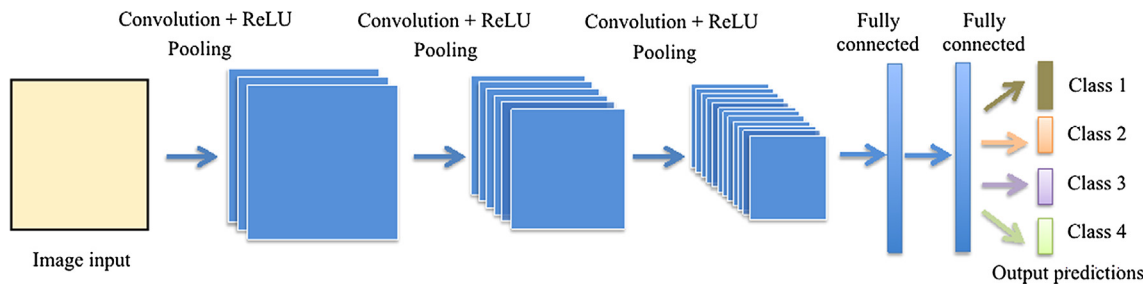 Convolution + ReLU
Pooling
Convolution + ReLU
Pooling
Convolution + ReLU
Pooling
Fully
connected
Fully
connected
Class 1
Class 2
Class 3
Class 4
Image input
Output predictions